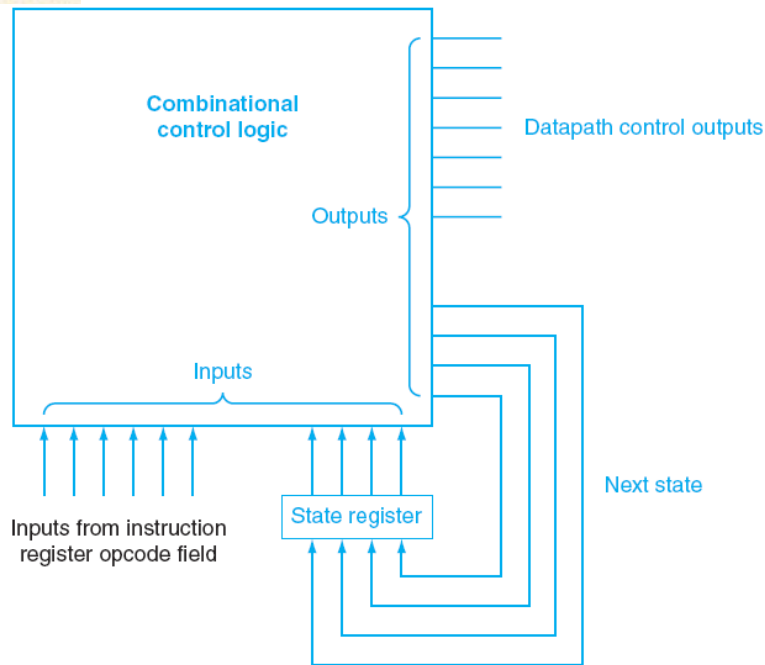 Combinational
control logic
Datapath control outputs
Outputs
Inputs
Next state
State register
Inputs from instruction
register opcode field